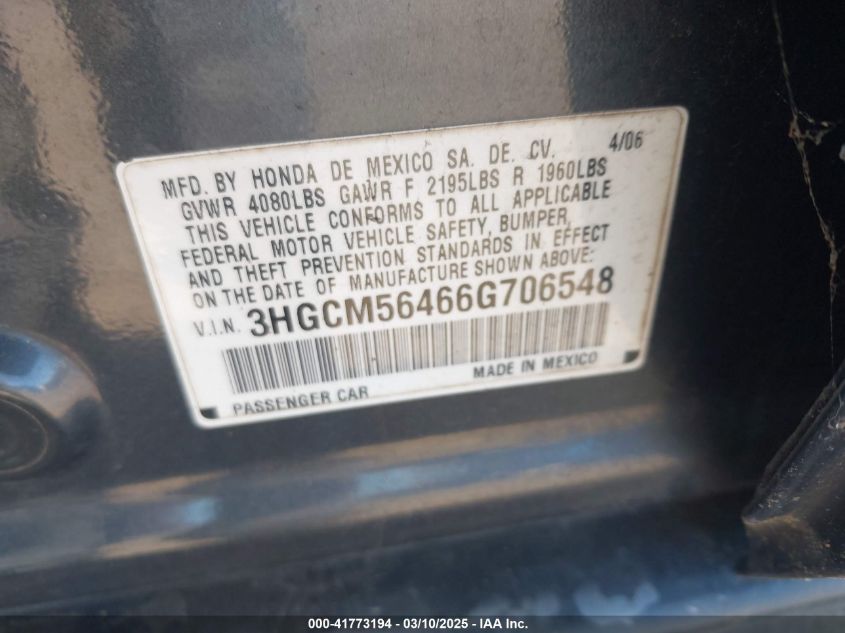 4/06
MFD. BY HONDA DE MEXICO SA. DE. CV.
GVWR 4080LBS GAWR F 2195LBS R 1960LBS
THIS VEHICLE CONFORMS TO ALL APPLICABLE
FEDERAL MOTOR VEHICLE SAFETY, BUMPER,
AND THEFT PREVENTION STANDARDS IN EFFECT
ON THE DATE OF MANUFACTURE SHOWN ABOVE:
V.I.N. 3HGCM56466G706548
PASSENGER CAR MADE IN MEXICO
000-41773194 - 03/10/2025 - IAA Inc.